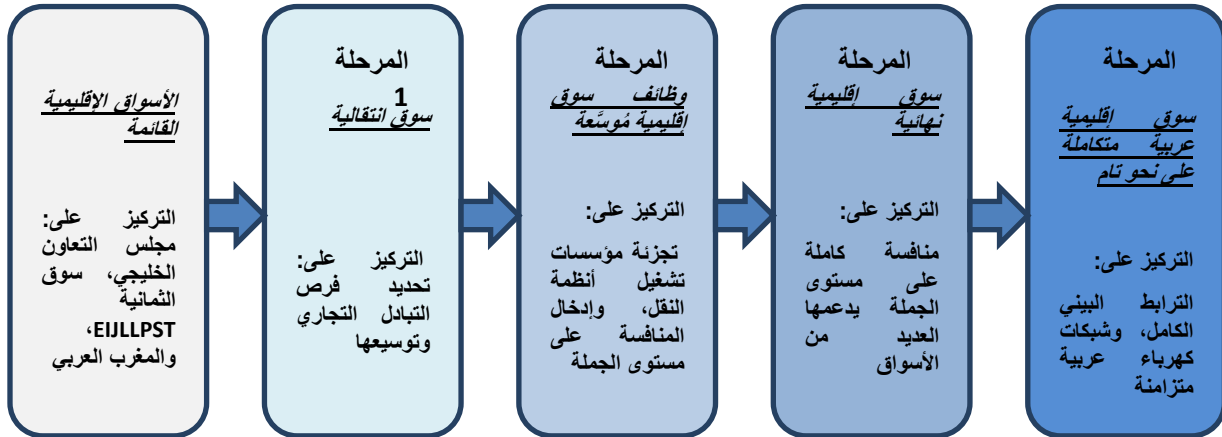 الأسواق الإقليمية
القائمة
التركيز على:
مجلس التعاون
الخليجي، سوق
الثمانية
EIJLLPST،
والمغرب العربي
المرحلة
1
سوق انتقالية
التركيز على:
تحديد فرص
التبادل التجاري
وتوسيعها
المرحلة
وظائف سوق
إقليمية مُوسَّعة
التركيز على:
تجزئة مؤسسات
تشغيل أنظمة
النقل، وإدخال
المنافسة على
مستوى الجملة
المرحلة
سوق إقليمية
نهائية
التركيز على:
منافسة كاملة
على مستوى
الجملة يدعمها
العديد من
الأسواق
المرحلة
سوق إقليمية
عربية متكاملة
على نحو تام
التركيز على:
الترابط البيني
الكامل، وشبكات
كهرباء عربية
متزامنة